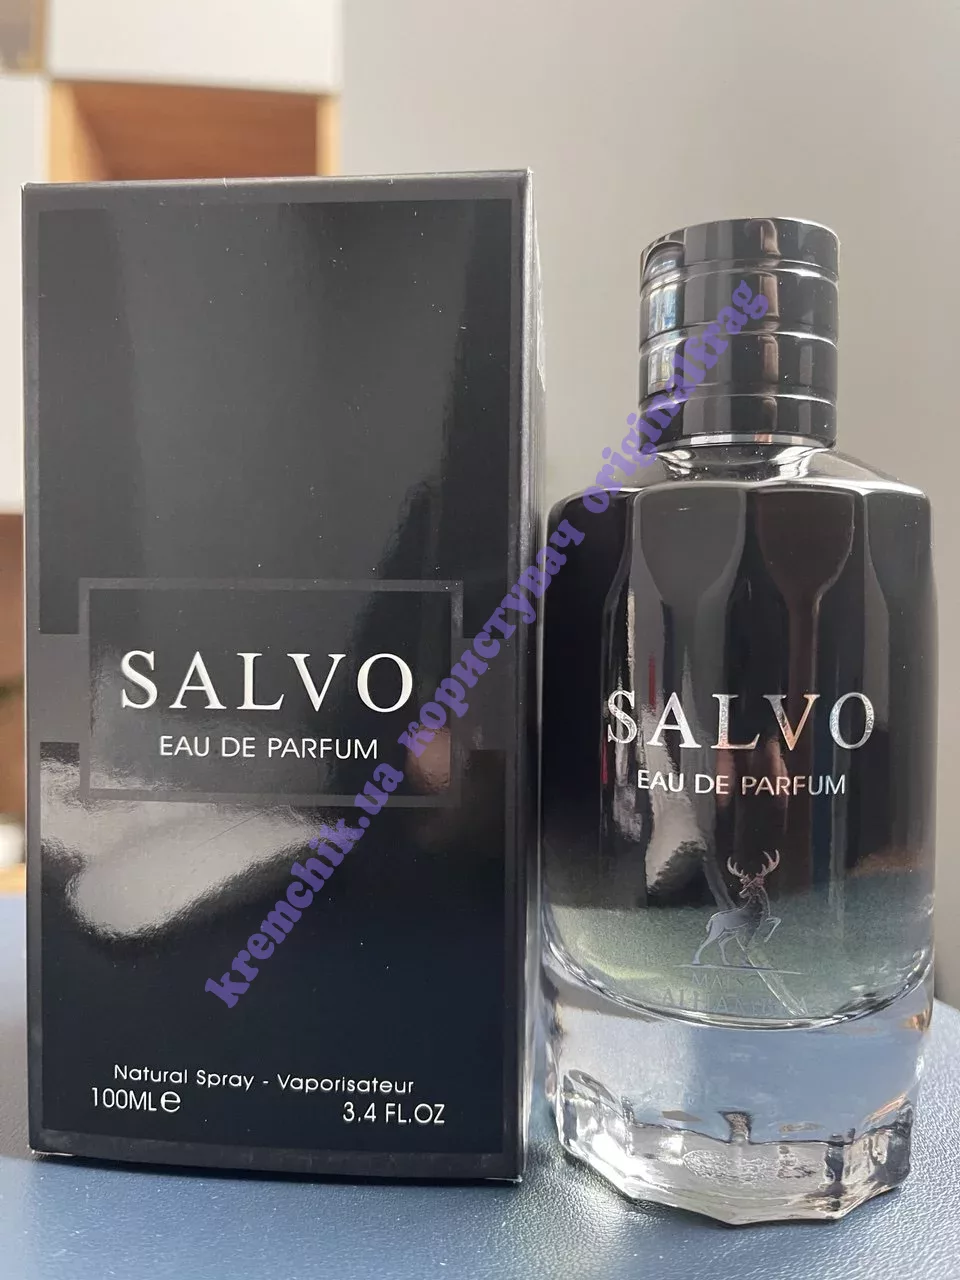 SALVO
EAU DE PARFUM
Natural Spray - Vaporisateur
100ML e
3.4 FL.OZ
SALVO
EAU DE PARFUM
kremchik.ua користувач originalfrag